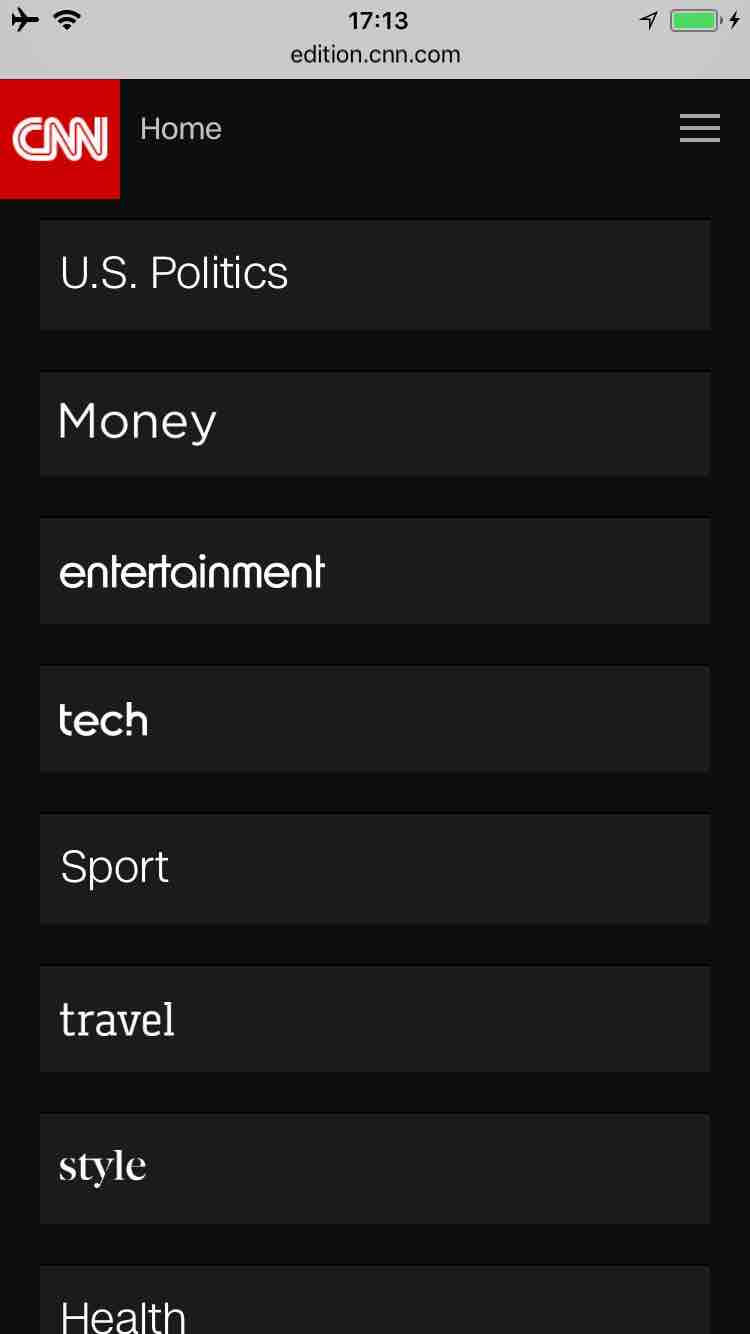 17:13
edition.cnn.com
CNN Home
U.S. Politics
Money
entertainment
tech
Sport
travel
style
Health